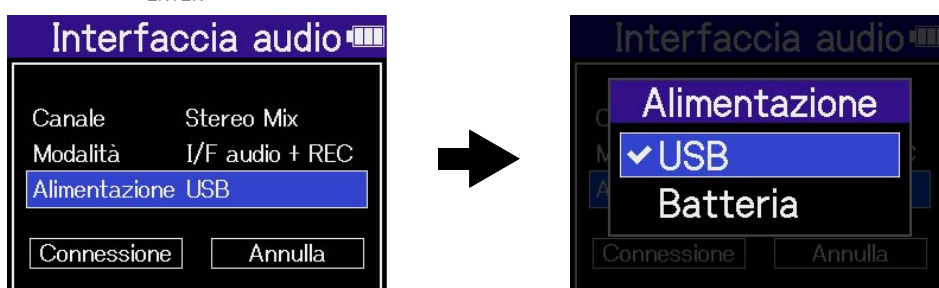 Interfaccia audio
Canale Stereo Mix
Modalità I/F audio + REC
Alimentazione USB
Connessione Annulla
Interfaccia audio
Alimentazione
USB
Batteria
Connessione Annulla